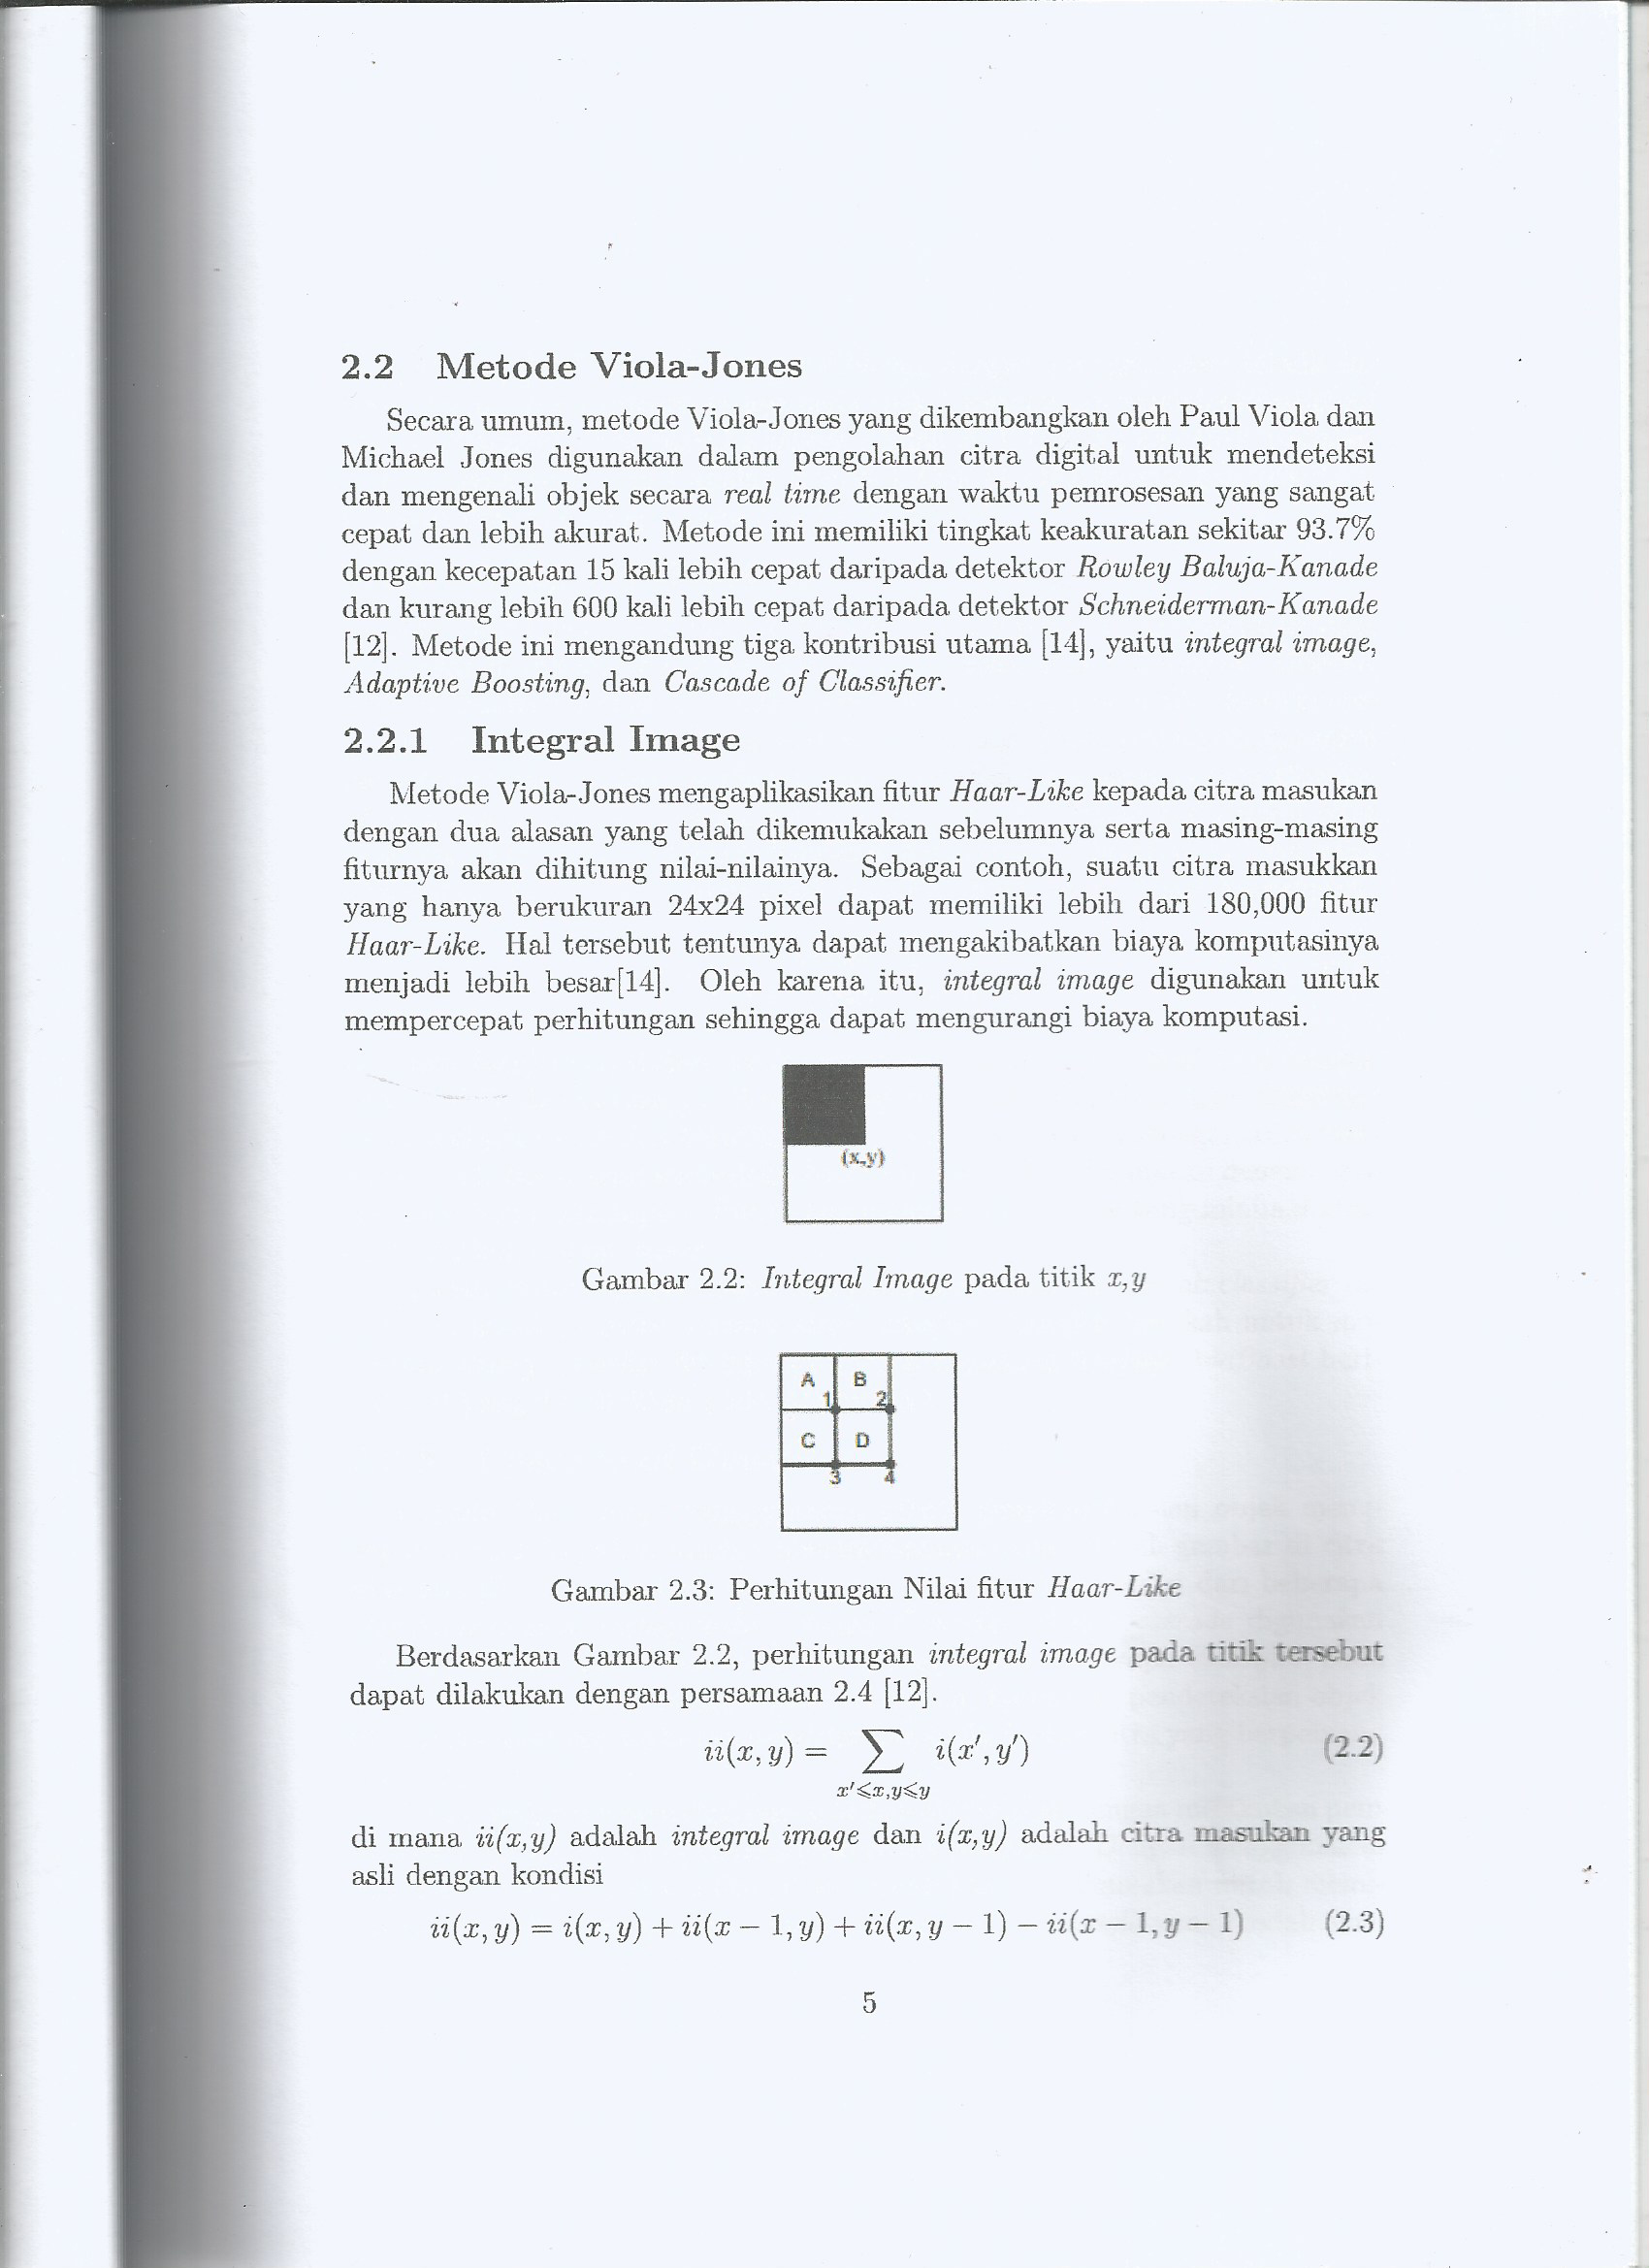 2.2 Metode Viola-Jones
Secara umum, metode Viola-Jones yang dikembangkan oleh Paul Viola dan
Michael Jones digunakan dalam pengolahan citra digital untuk mendeteksi
dan mengenali objek secara real time dengan waktu pemrosesan yang sangat
cepat dan lebih akurat. Metode ini memiliki tingkat keakuratan sekitar 93.7%
dengan kecepatan 15 kali lebih cepat daripada detektor Rowley Baluja-Kanade
dan kurang lebih 600 kali lebih cepat daripada detektor Schneiderman-Kanade
[12]. Metode ini mengandung tiga kontribusi utama [14], yaitu integral image,
Adaptive Boosting, dan Cascade of Classifier.
2.2.1 Integral Image
Metode Viola-Jones mengaplikasikan fitur Haar-Like kepada citra masukan
dengan dua alasan yang telah dikemukakan sebelumnya serta masing-masing
fiturnya akan dihitung nilai-nilainya. Sebagai contoh, suatu citra masukkan
yang hanya berukuran 24x24 pixel dapat memiliki lebih dari 180,000 fitur
Haar-Like. Hal tersebut tentunya dapat mengakibatkan biaya komputasinya
menjadi lebih besar[14]. Oleh karena itu, integral image digunakan untuk
mempercepat perhitungan sehingga dapat mengurangi biaya komputasi.
(x,y)
Gambar 2.2: Integral Image pada titik x,y
A B
1 2
C D
3 4
Gambar 2.3: Perhitungan Nilai fitur Haar-Like
Berdasarkan Gambar 2.2, perhitungan integral image pada titik tersebut
dapat dilakukan dengan persamaan 2.4 [12].
ii(x, y) = ∑ i(x′, y′) (2.2)
x′⩽x,y⩽y
di mana ii(x,y) adalah integral image dan i(x,y) adalah citra masukan yang
asli dengan kondisi
ii(x, y) = i(x, y) + ii(x − 1, y) + ii(x, y − 1) − ii(x − 1, y − 1) (2.3)
5